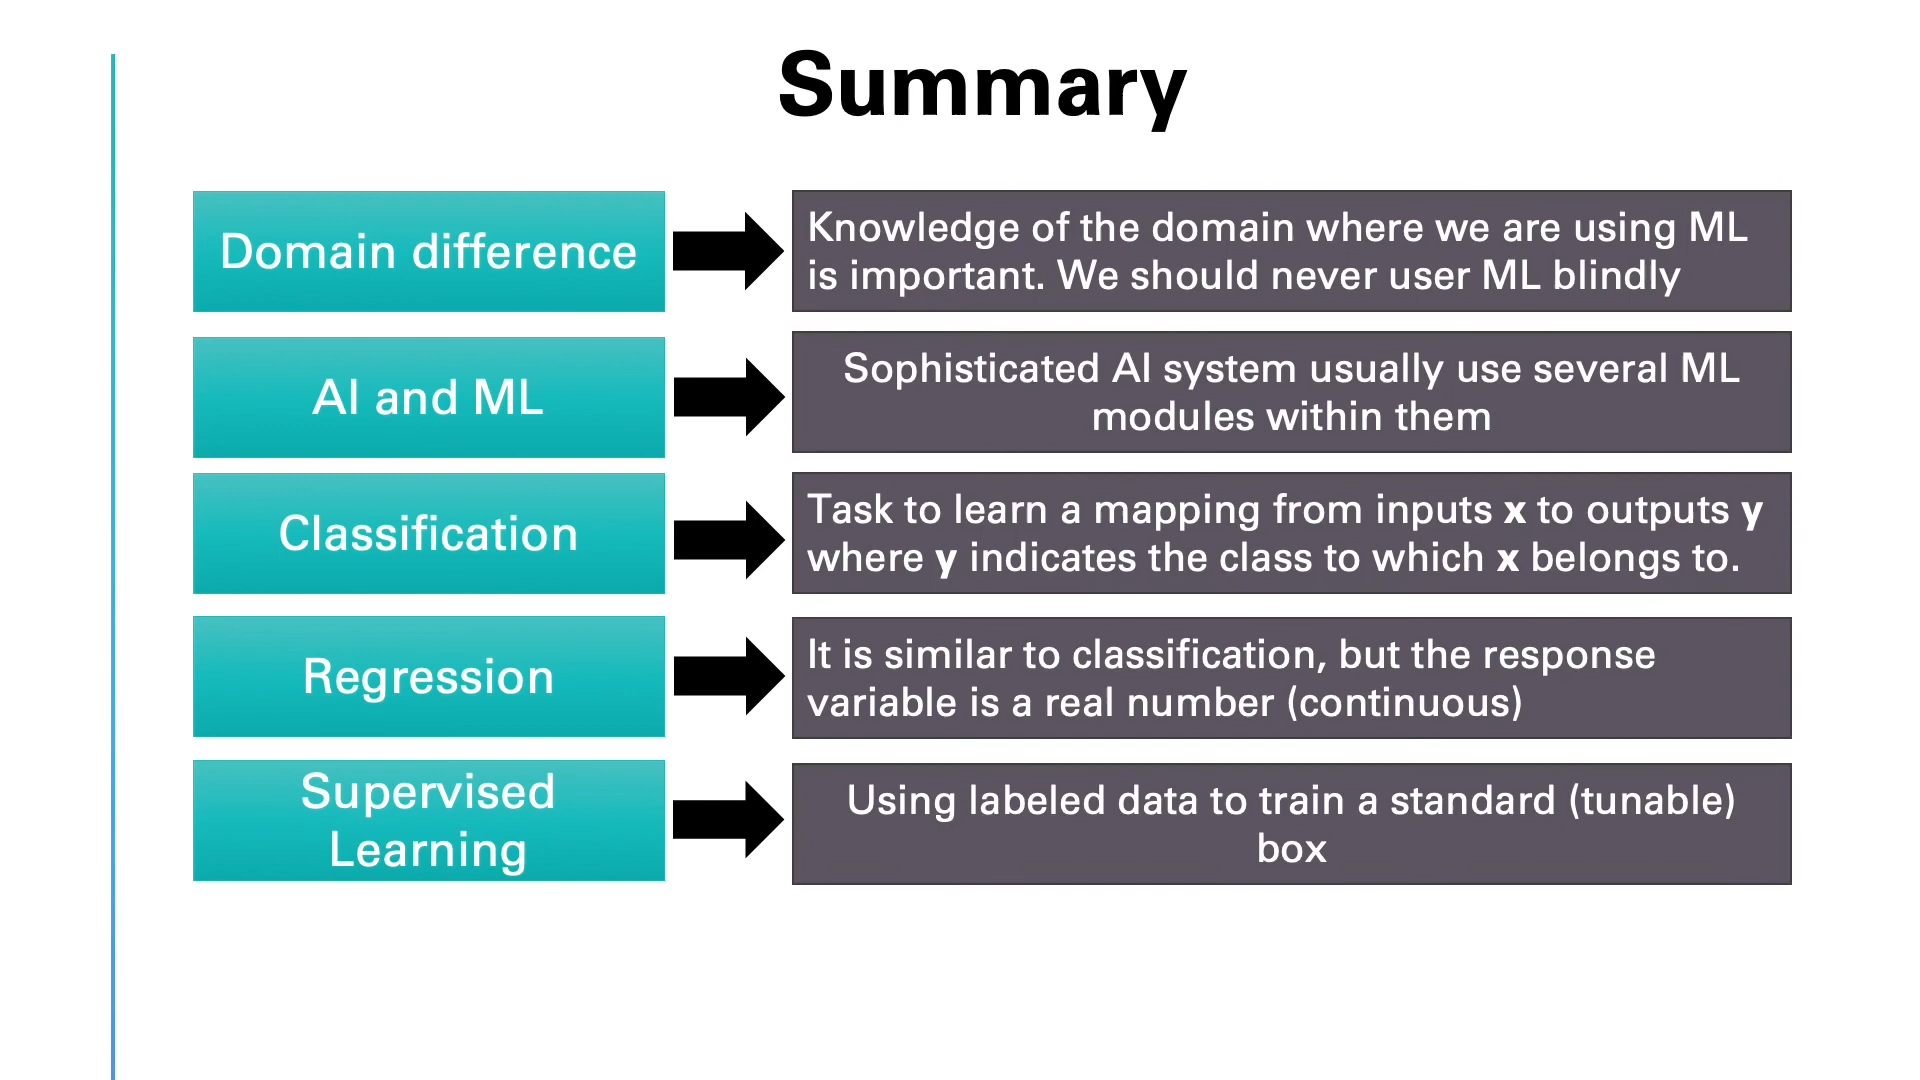 Summary
Domain difference
Knowledge of the domain where we are using ML
is important. We should never user ML blindly
AI and ML
Sophisticated AI system usually use several ML
modules within them
Classification
Task to learn a mapping from inputs x to outputs y
where y indicates the class to which x belongs to.
Regression
It is similar to classification, but the response
variable is a real number (continuous)
Supervised
Learning
Using labeled data to train a standard (tunable)
box